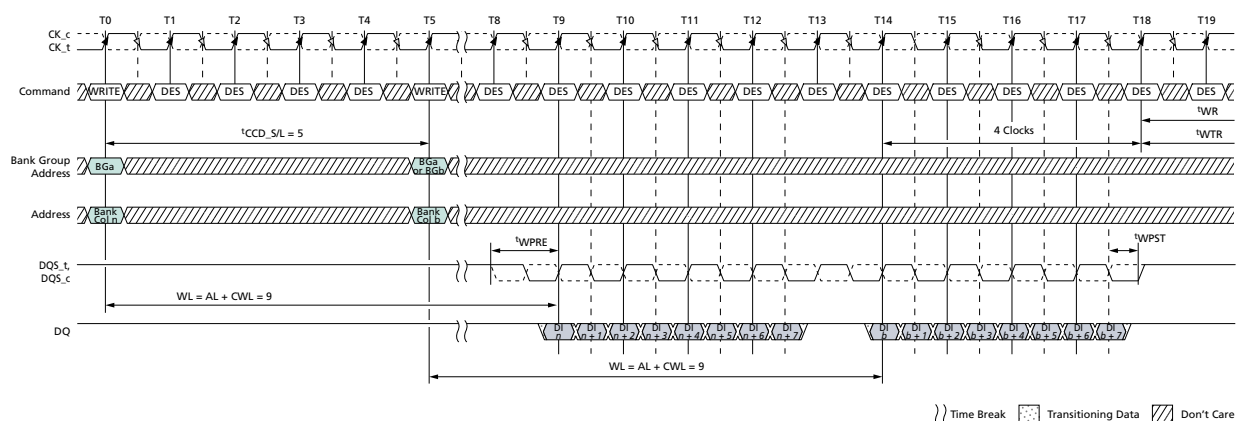 T0 T1 T2 T3 T4 T5 T8 T9 T10 T11 T12 T13 T14 T15 T16 T17 T18 T19
CK_c
CK_t
Command WRITE DES DES DES DES WRITE DES DES DES DES DES DES DES DES DES DES DES DES
tWR
tCCD_S/L = 5 4 Clocks tWTR
Bank Group Address BGa BGa or BGb
Address Bank Col n Bank Col b
tWPRE tWPST
DQS_t,
DQS_c
WL = AL + CWL = 9
DQ DI n DI n + 1 DI n + 2 DI n + 3 DI n + 4 DI n + 5 DI n + 6 DI n + 7 DI b DI b + 1 DI b + 2 DI b + 3 DI b + 4 DI b + 5 DI b + 6 DI b + 7
WL = AL + CWL = 9
Time Break Transitioning Data Don't Care